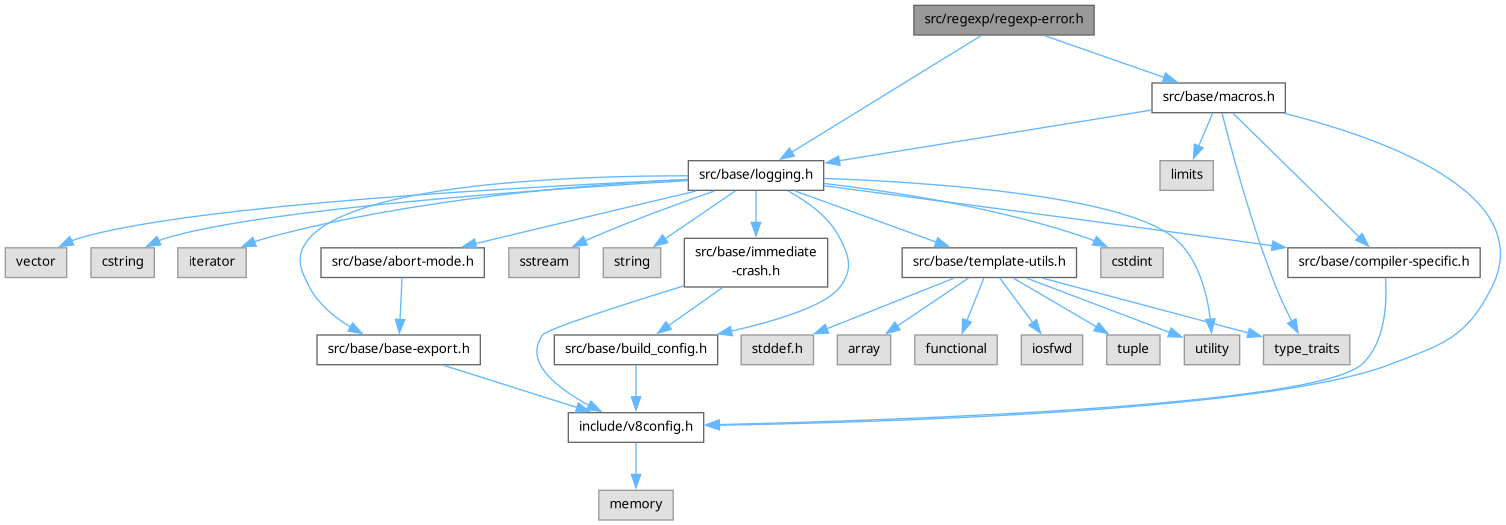 src/regexp/regexp-error.h
src/base/macros.h
src/base/logging.h
limits
vector
cstring
iterator
src/base/abort-mode.h
sstream
string
src/base/immediate
-crash.h
src/base/template-utils.h
cstdint
src/base/compiler-specific.h
src/base/base-export.h
src/base/build_config.h
stddef.h
array
functional
iosfwd
tuple
utility
type_traits
include/v8config.h
memory